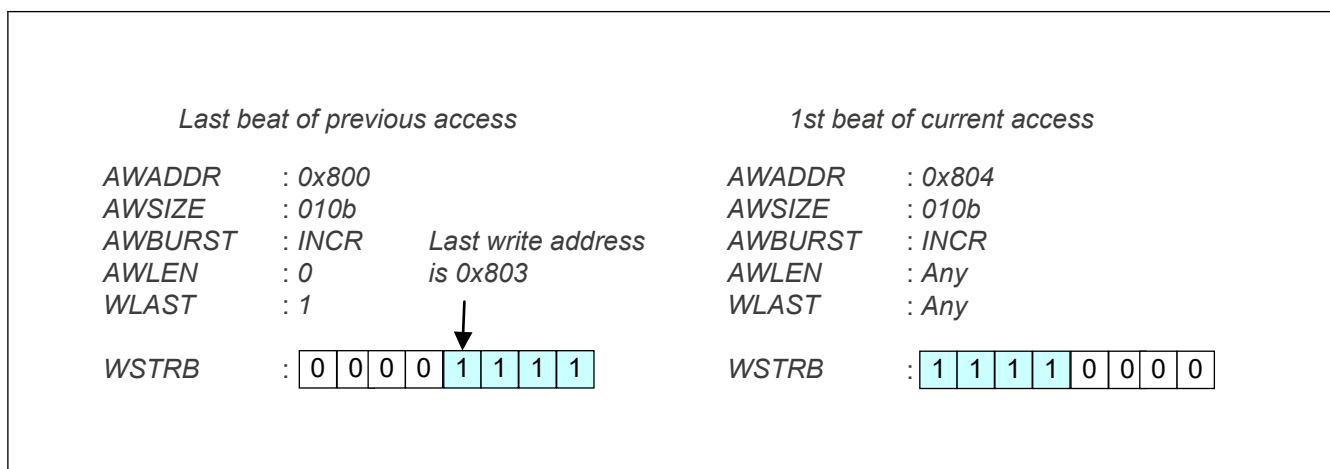 Last beat of previous access
AWADDR : 0x800
AWSIZE : 010b
AWBURST : INCR
AWLEN : 0
WLAST : 1
Last write address
is 0x803
WSTRB : 0 0 0 0 1 1 1 1
1st beat of current access
AWADDR : 0x804
AWSIZE : 010b
AWBURST : INCR
AWLEN : Any
WLAST : Any
WSTRB : 1 1 1 1 0 0 0 0